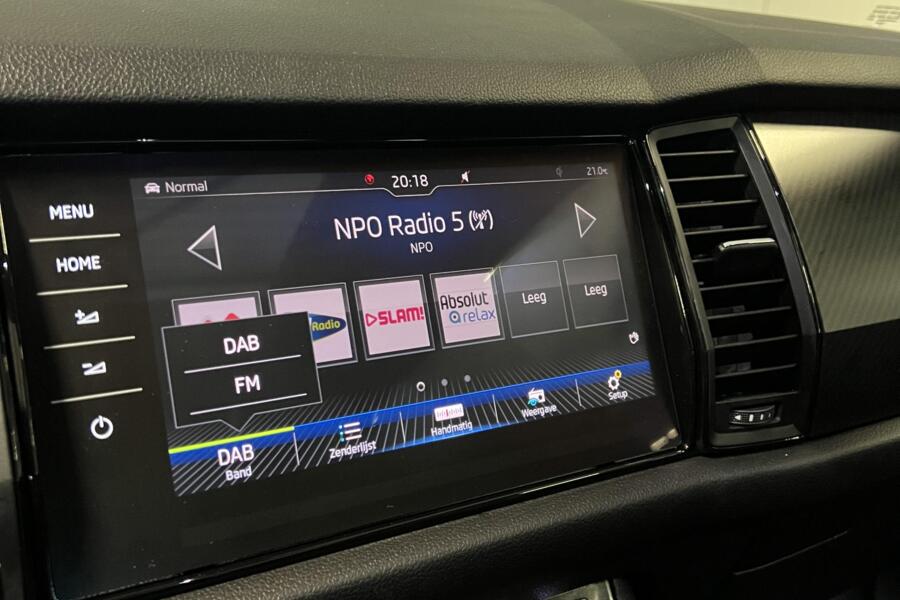 MENU
HOME
Normal
20:18
21.0°C
NPO Radio 5
NPO
Radio
SLAM!
Absolut
relax
Leeg
Leeg
DAB
FM
DAB
Band
Zenderlijst
Handmatig
Weergave
Setup